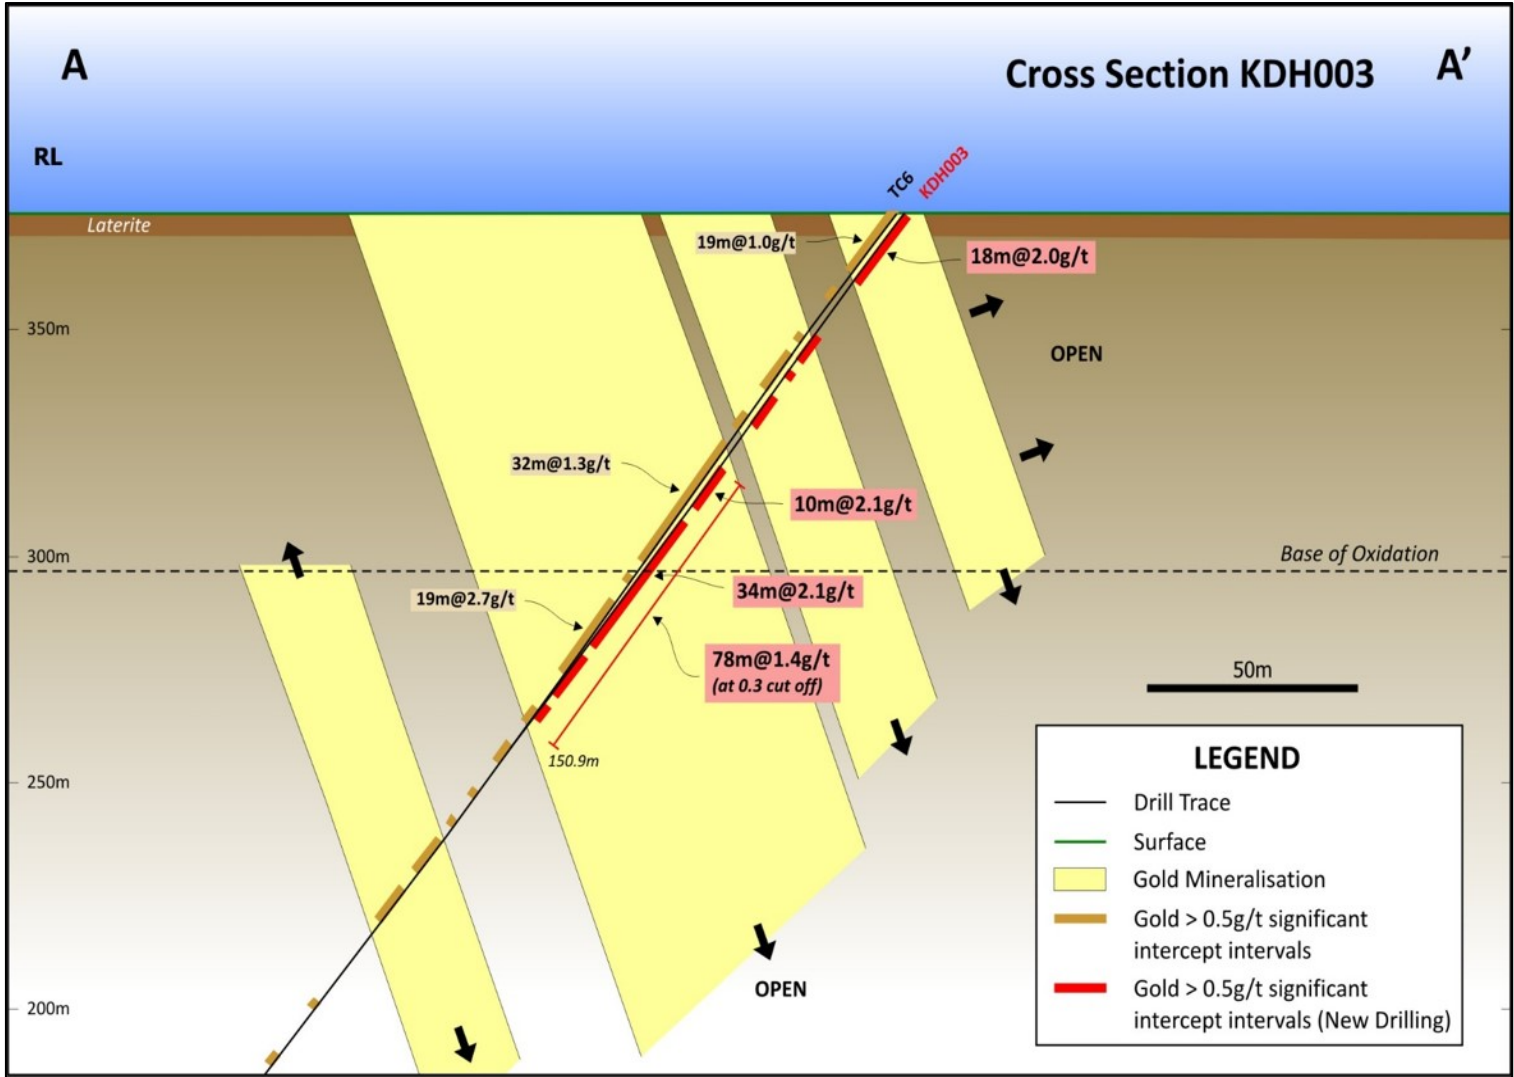 A
Cross Section KDH003
A’
RL
TC6
KDH003
Laterite
19m@1.0g/t
18m@2.0g/t
350m
OPEN
32m@1.3g/t
10m@2.1g/t
300m
Base of Oxidation
19m@2.7g/t
34m@2.1g/t
78m@1.4g/t
(at 0.3 cut off)
50m
150.9m
250m
LEGEND
Drill Trace
Surface
Gold Mineralisation
Gold > 0.5g/t significant
intercept intervals
Gold > 0.5g/t significant
intercept intervals (New Drilling)
OPEN
200m